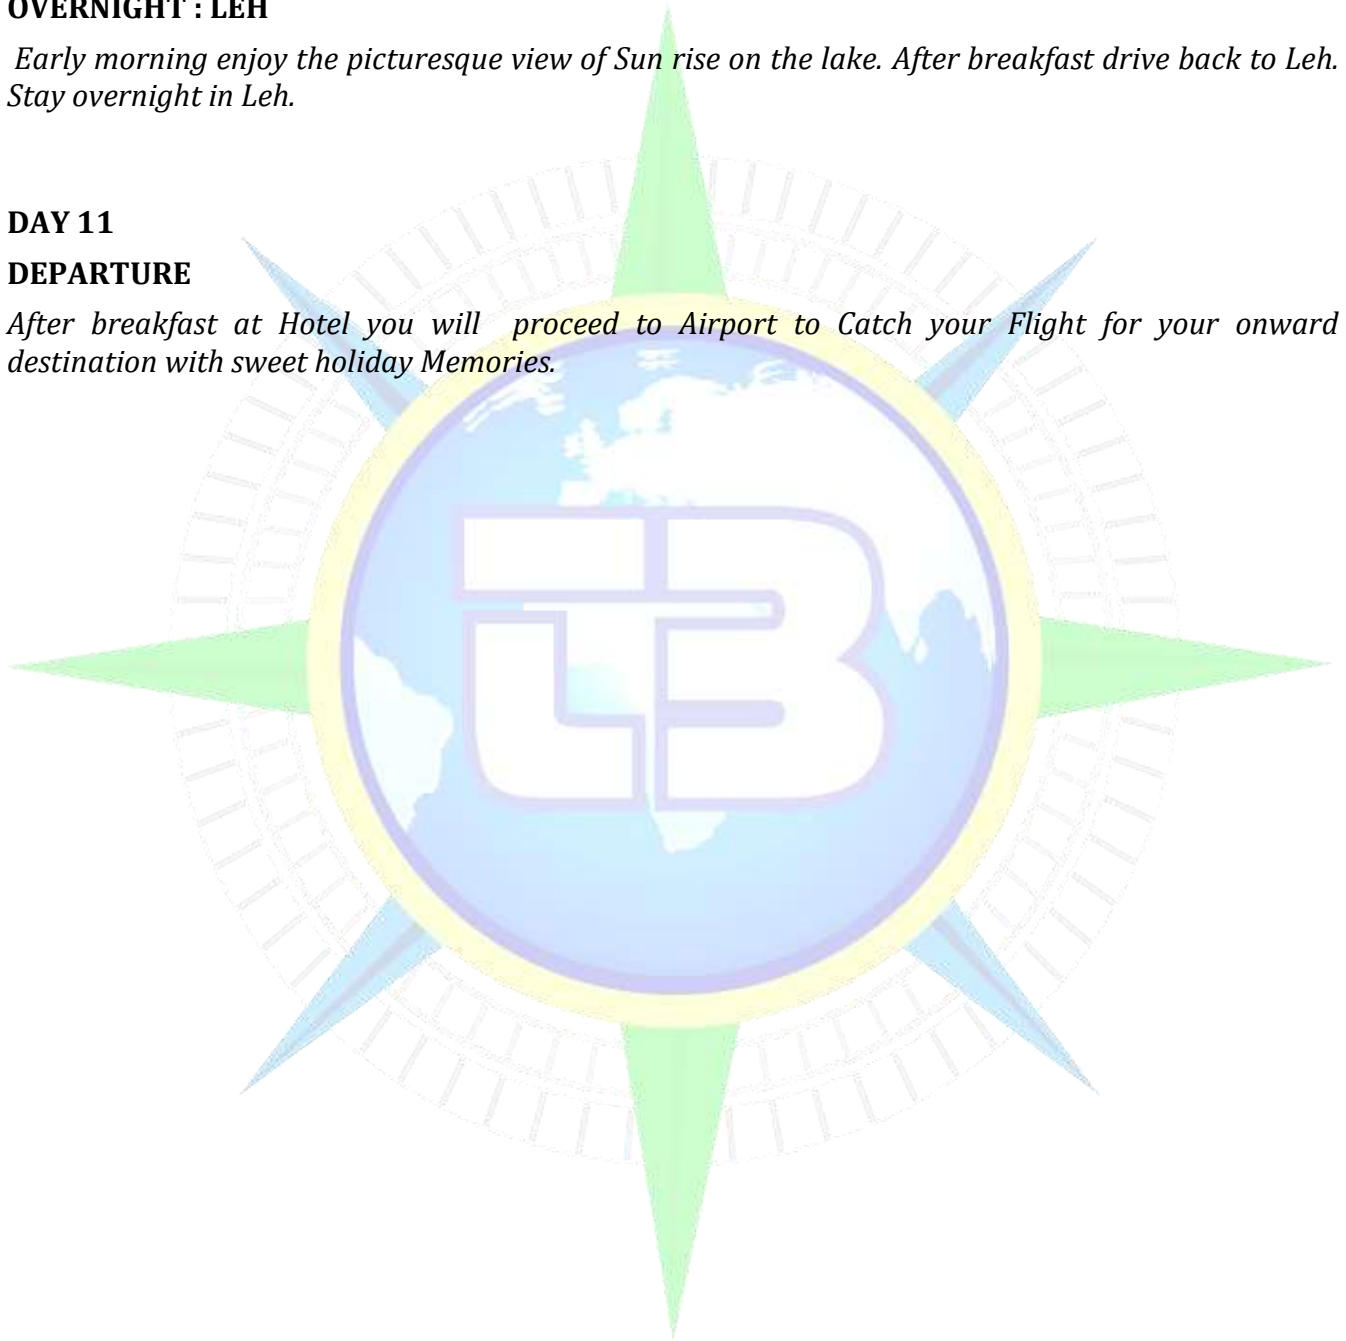 OVERNIGHT : LEH
Early morning enjoy the picturesque view of Sun rise on the lake. After breakfast drive back to Leh.
Stay overnight in Leh.
DAY 11
DEPARTURE
After breakfast at Hotel you will proceed to Airport to Catch your Flight for your onward
destination with sweet holiday Memories.